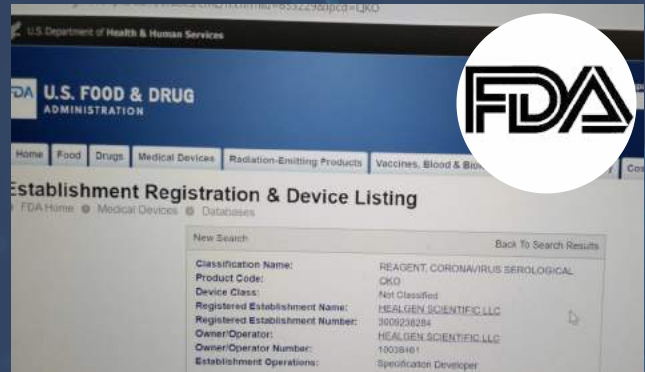 U.S. Department of Health & Human Services
FDA U.S. FOOD & DRUG
ADMINISTRATION
FDA
Home Food Drugs Medical Devices Radiation-Emitting Products Vaccines, Blood &
Establishment Registration & Device Listing
FDA Home Medical Devices Databases
New Search Back To Search Results
Classification Name: REAGENT, CORONAVIRUS SEROLOGICAL
Product Code: QKO
Device Class: Not Classified
Registered Establishment Name: HEALGEN SCIENTIFIC LLC
Registered Establishment Number: 3009238284
Owner/Operator: HEALGEN SCIENTIFIC LLC
Owner/Operator Number: 10038461
Establishment Operations: Specification Developer